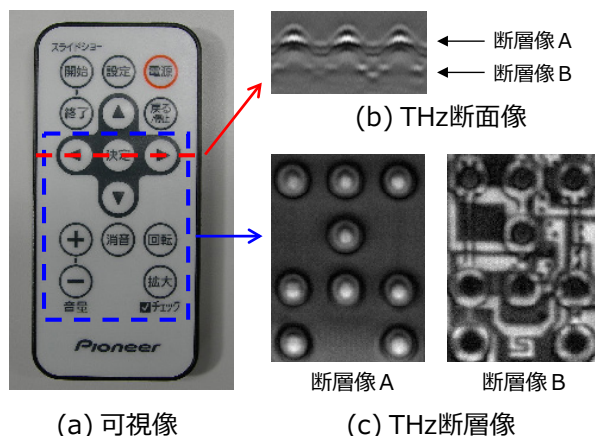 スライドショー
開始 設定 電源
終了 戻る
停止
決定
消音 回転
拡大
音量 チェック
Pioneer
(a) 可視像
断層像A
断層像B
(b) THz断面像
断層像A 断層像B
(c) THz断層像